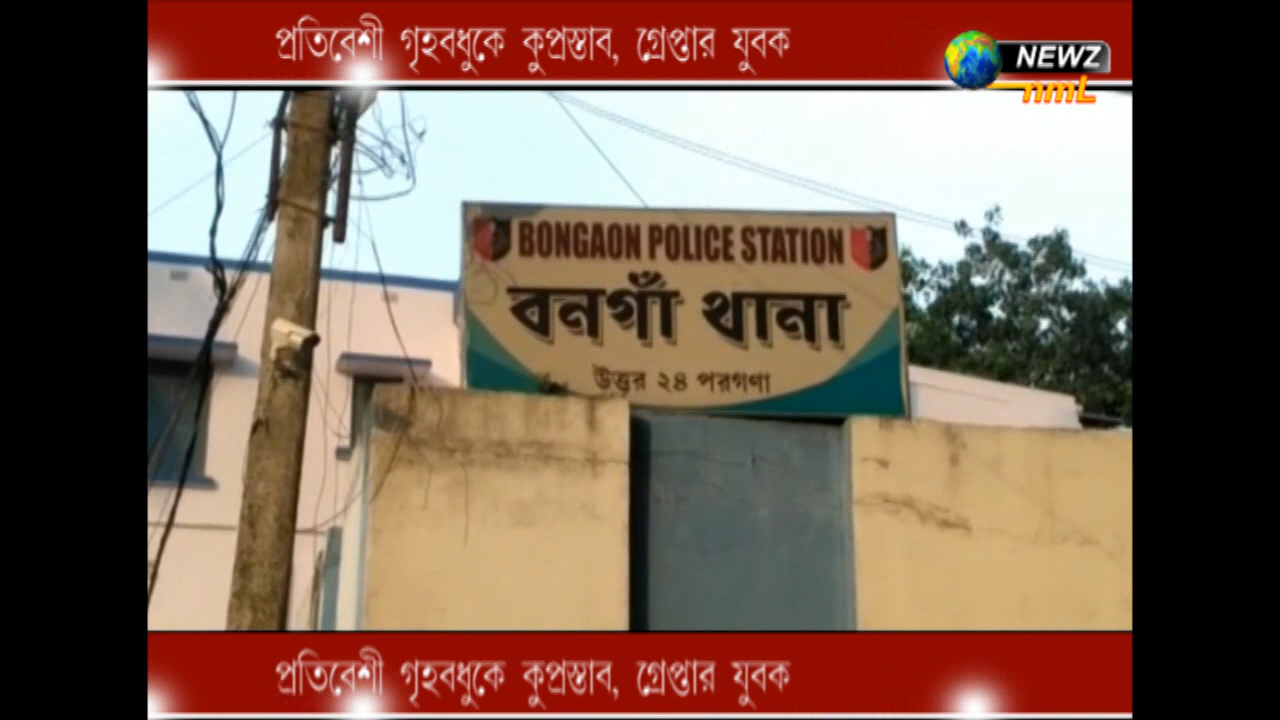 প্রতিবেশী গৃহবধুকে কুপ্রস্তাব, গ্রেপ্তার যুবক
NEWZ
nmL
BONGAON POLICE STATION
বনগাঁ থানা
উত্তর ২৪ পরগণা
প্রতিবেশী গৃহবধুকে কুপ্রস্তাব, গ্রেপ্তার যুবক